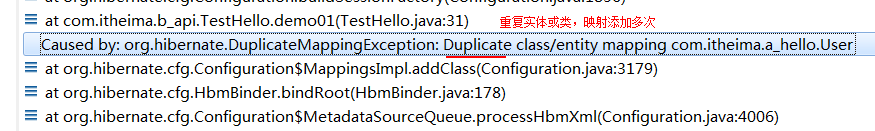 at com.itheima.b_api.TestHello.demo01(TestHello.java:31) 重复实体或类，映射添加多次
Caused by: org.hibernate.DuplicateMappingException: Duplicate class/entity mapping com.itheima.a_hello.User
at org.hibernate.cfg.Configuration$MappingsImpl.addClass(Configuration.java:3179)
at org.hibernate.cfg.HbmBinder.bindRoot(HbmBinder.java:178)
at org.hibernate.cfg.Configuration$MetadataSourceQueue.processHbmXml(Configuration.java:4006)